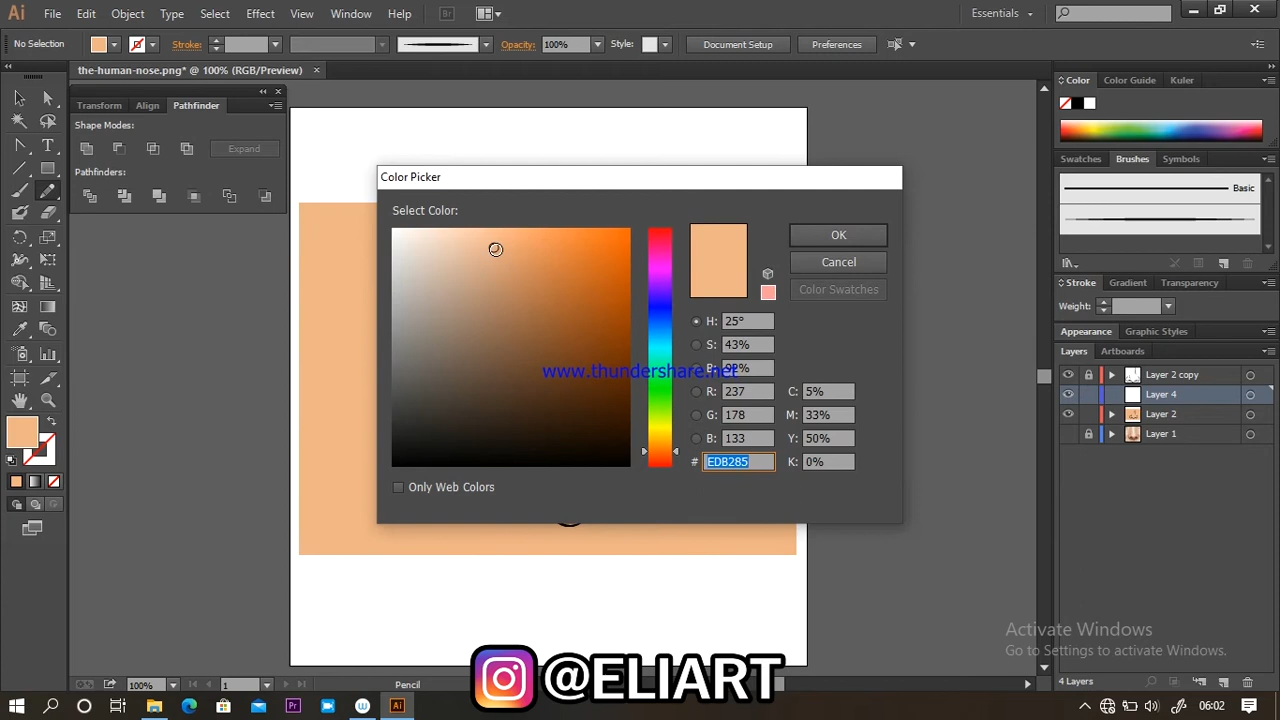 Ai File Edit Object Type Select Effect View Window Help Br Essentials
No Selection Stroke: Opacity: 100% Style: Document Setup Preferences
the-human-nose.png* @ 100% (RGB/Preview) ×
Transform Align Pathfinder
Shape Modes:
Expand
Pathfinders:
Color Picker
Select Color:
OK
Cancel
Color Swatches
H: 25°
S: 43%
www.thundershare.net
R: 237 C: 5%
G: 178 M: 33%
B: 133 Y: 50%
# EDB285 K: 0%
Only Web Colors
Color Color Guide Kuler
Swatches Brushes Symbols
Basic
Stroke Gradient Transparency
Weight:
Appearance Graphic Styles
Layers Artboards
Layer 2 copy
Layer 4
Layer 2
Layer 1
Activate Windows
Go to Settings to activate Windows.
4 Layers
100% 1 Pencil
@ELIART
Pr W Ai 06:02